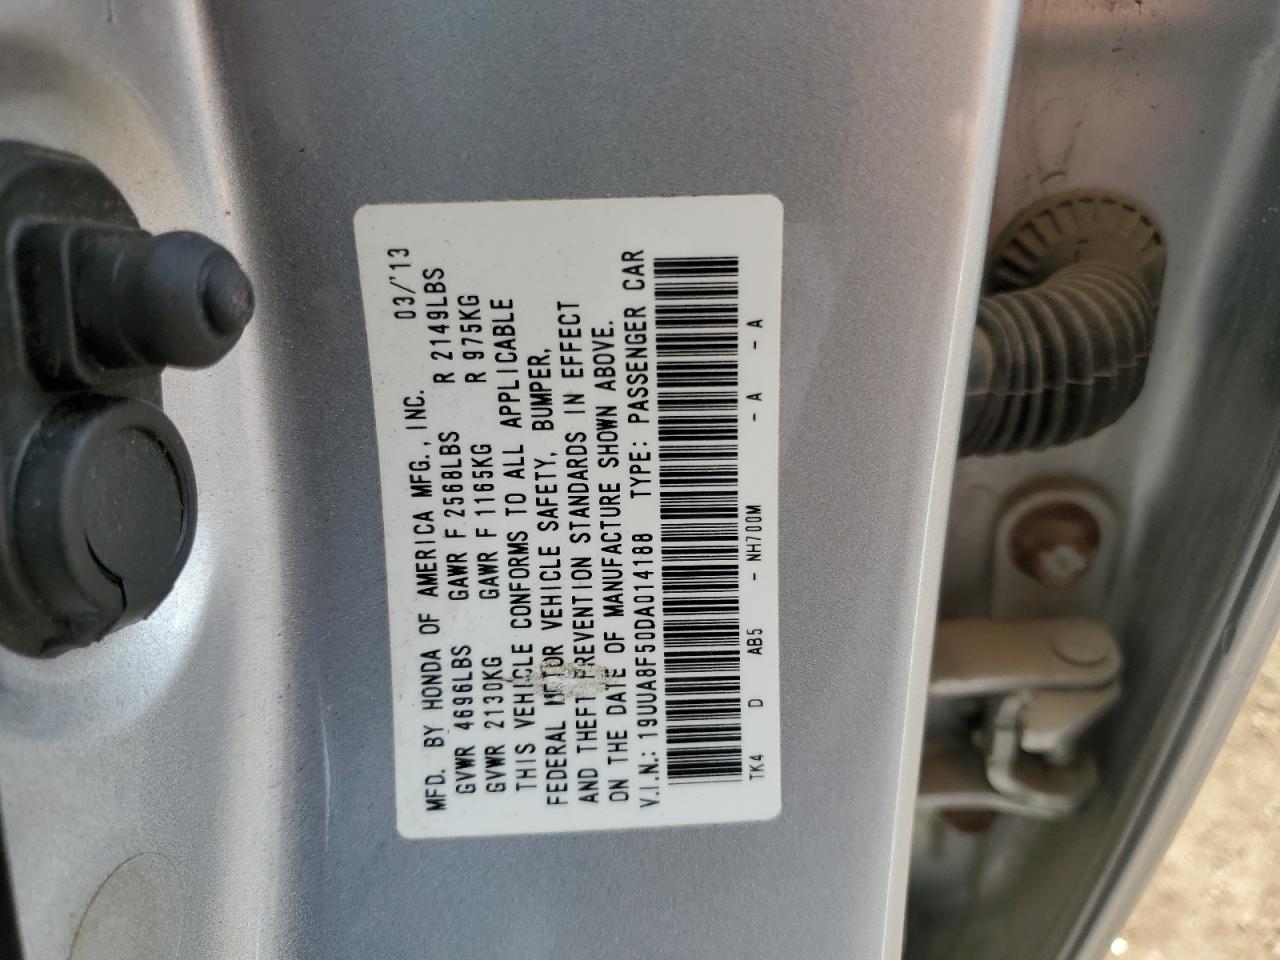 MFD. BY HONDA OF AMERICA MFG., INC. 03/'13
GVWR 4696LBS GAWR F 2568LBS R 2149LBS
GVWR 2130KG GAWR F 1165KG R 975KG
THIS VEHICLE CONFORMS TO ALL APPLICABLE
FEDERAL MOTOR VEHICLE SAFETY, BUMPER,
AND THEFT PREVENTION STANDARDS IN EFFECT
ON THE DATE OF MANUFACTURE SHOWN ABOVE.
V.I.N.: 19UUA8F50DA014188 TYPE: PASSENGER CAR
TK4 D AB5 - NH700M - A - A